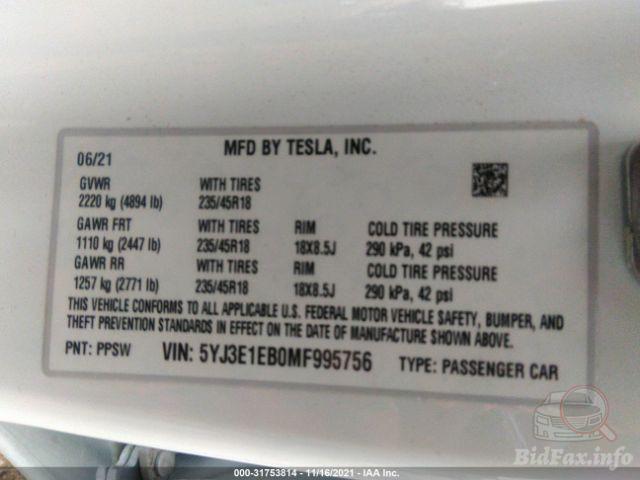 MFD BY TESLA, INC.
06/21
GVWR WITH TIRES
2220 kg (4894 lb) 235/45R18
GAWR FRT WITH TIRES RIM COLD TIRE PRESSURE
1110 kg (2447 lb) 235/45R18 18X8.5J 290 kPa, 42 psi
GAWR RR WITH TIRES RIM COLD TIRE PRESSURE
1257 kg (2771 lb) 235/45R18 18X8.5J 290 kPa, 42 psi
THIS VEHICLE CONFORMS TO ALL APPLICABLE U.S. FEDERAL MOTOR VEHICLE SAFETY, BUMPER, AND
THEFT PREVENTION STANDARDS IN EFFECT ON THE DATE OF MANUFACTURE SHOWN ABOVE.
PNT: PPSW VIN: 5YJ3E1EB0MF995756 TYPE: PASSENGER CAR
BidFax.info
000-31753814 - 11/16/2021 - IAA Inc.